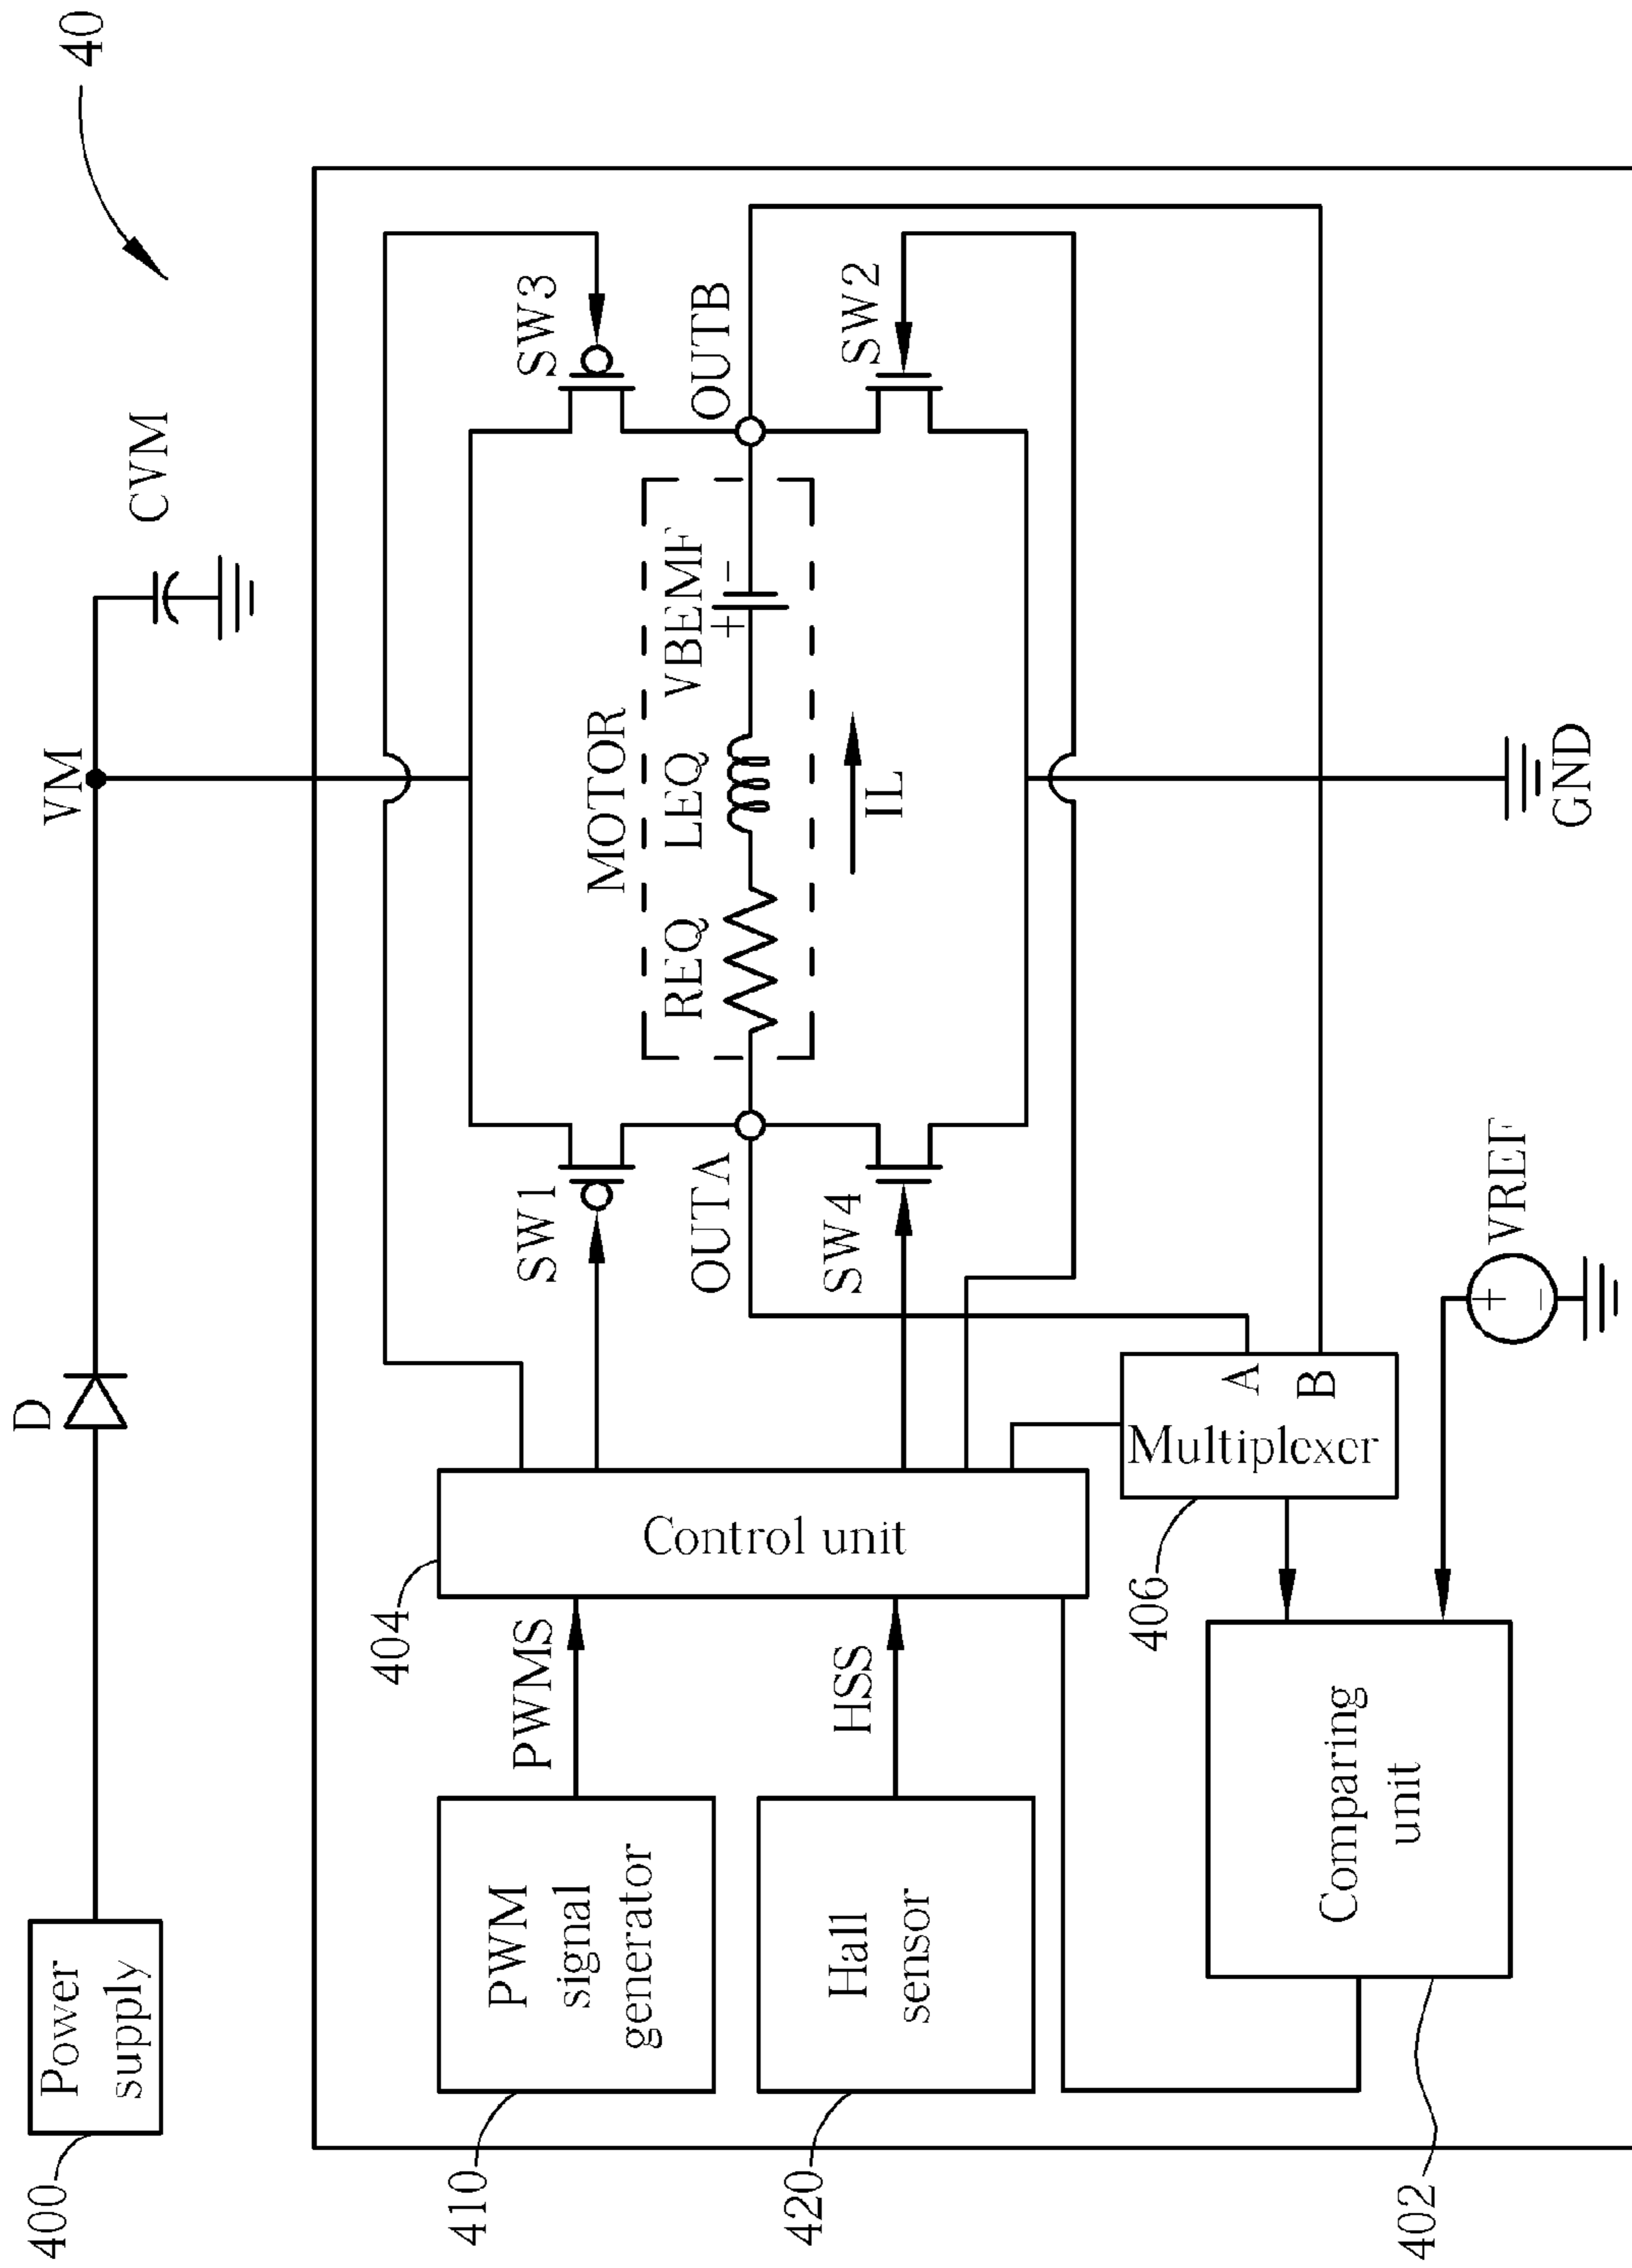 40
400
Power
supply
D
VM
CVM
SW1
SW3
MOTOR
REQ
LEQ
VBEMF
+
-
OUTA
OUTB
IL
SW4
SW2
404
Control unit
PWMS
HSS
410
PWM
signal
generator
420
Hall
sensor
406
Multiplexer
A
B
402
Comparing
unit
VREF
+
-
GND